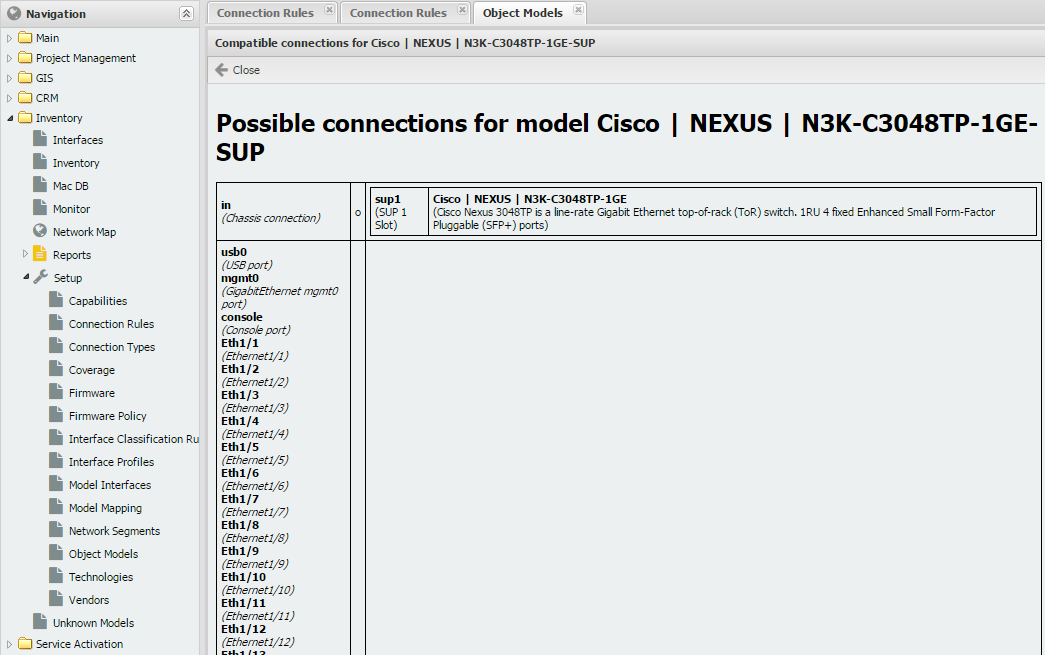 Navigation
Main
Project Management
GIS
CRM
Inventory
Interfaces
Inventory
Mac DB
Monitor
Network Map
Reports
Setup
Capabilities
Connection Rules
Connection Types
Coverage
Firmware
Firmware Policy
Interface Classification Ru
Interface Profiles
Model Interfaces
Model Mapping
Network Segments
Object Models
Technologies
Vendors
Unknown Models
Service Activation
Connection Rules
Connection Rules
Object Models
Compatible connections for Cisco | NEXUS | N3K-C3048TP-1GE-SUP
Close
Possible connections for model Cisco | NEXUS | N3K-C3048TP-1GE-
SUP
in
(Chassis connection)
o
sup1
(SUP 1
Slot)
Cisco | NEXUS | N3K-C3048TP-1GE
(Cisco Nexus 3048TP is a line-rate Gigabit Ethernet top-of-rack (ToR) switch. 1RU 4 fixed Enhanced Small Form-Factor
Pluggable (SFP+) ports)
usb0
(USB port)
mgmt0
(GigabitEthernet mgmt0
port)
console
(Console port)
Eth1/1
(Ethernet1/1)
Eth1/2
(Ethernet1/2)
Eth1/3
(Ethernet1/3)
Eth1/4
(Ethernet1/4)
Eth1/5
(Ethernet1/5)
Eth1/6
(Ethernet1/6)
Eth1/7
(Ethernet1/7)
Eth1/8
(Ethernet1/8)
Eth1/9
(Ethernet1/9)
Eth1/10
(Ethernet1/10)
Eth1/11
(Ethernet1/11)
Eth1/12
(Ethernet1/12)
Eth1/13